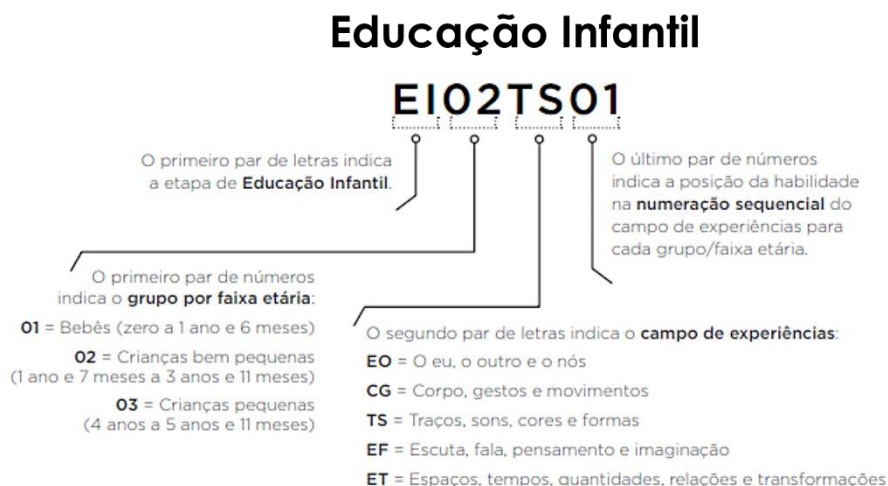 Educação Infantil
EI02TS01
O primeiro par de letras indica
a etapa de Educação Infantil.
O último par de números
indica a posição da habilidade
na numeração sequencial do
campo de experiências para
cada grupo/faixa etária.
O primeiro par de números
indica o grupo por faixa etária:
01 = Bebês (zero a 1 ano e 6 meses)
02 = Crianças bem pequenas
(1 ano e 7 meses a 3 anos e 11 meses)
03 = Crianças pequenas
(4 anos a 5 anos e 11 meses)
O segundo par de letras indica o campo de experiências:
EO = O eu, o outro e o nós
CG = Corpo, gestos e movimentos
TS = Traços, sons, cores e formas
EF = Escuta, fala, pensamento e imaginação
ET = Espaços, tempos, quantidades, relações e transformações